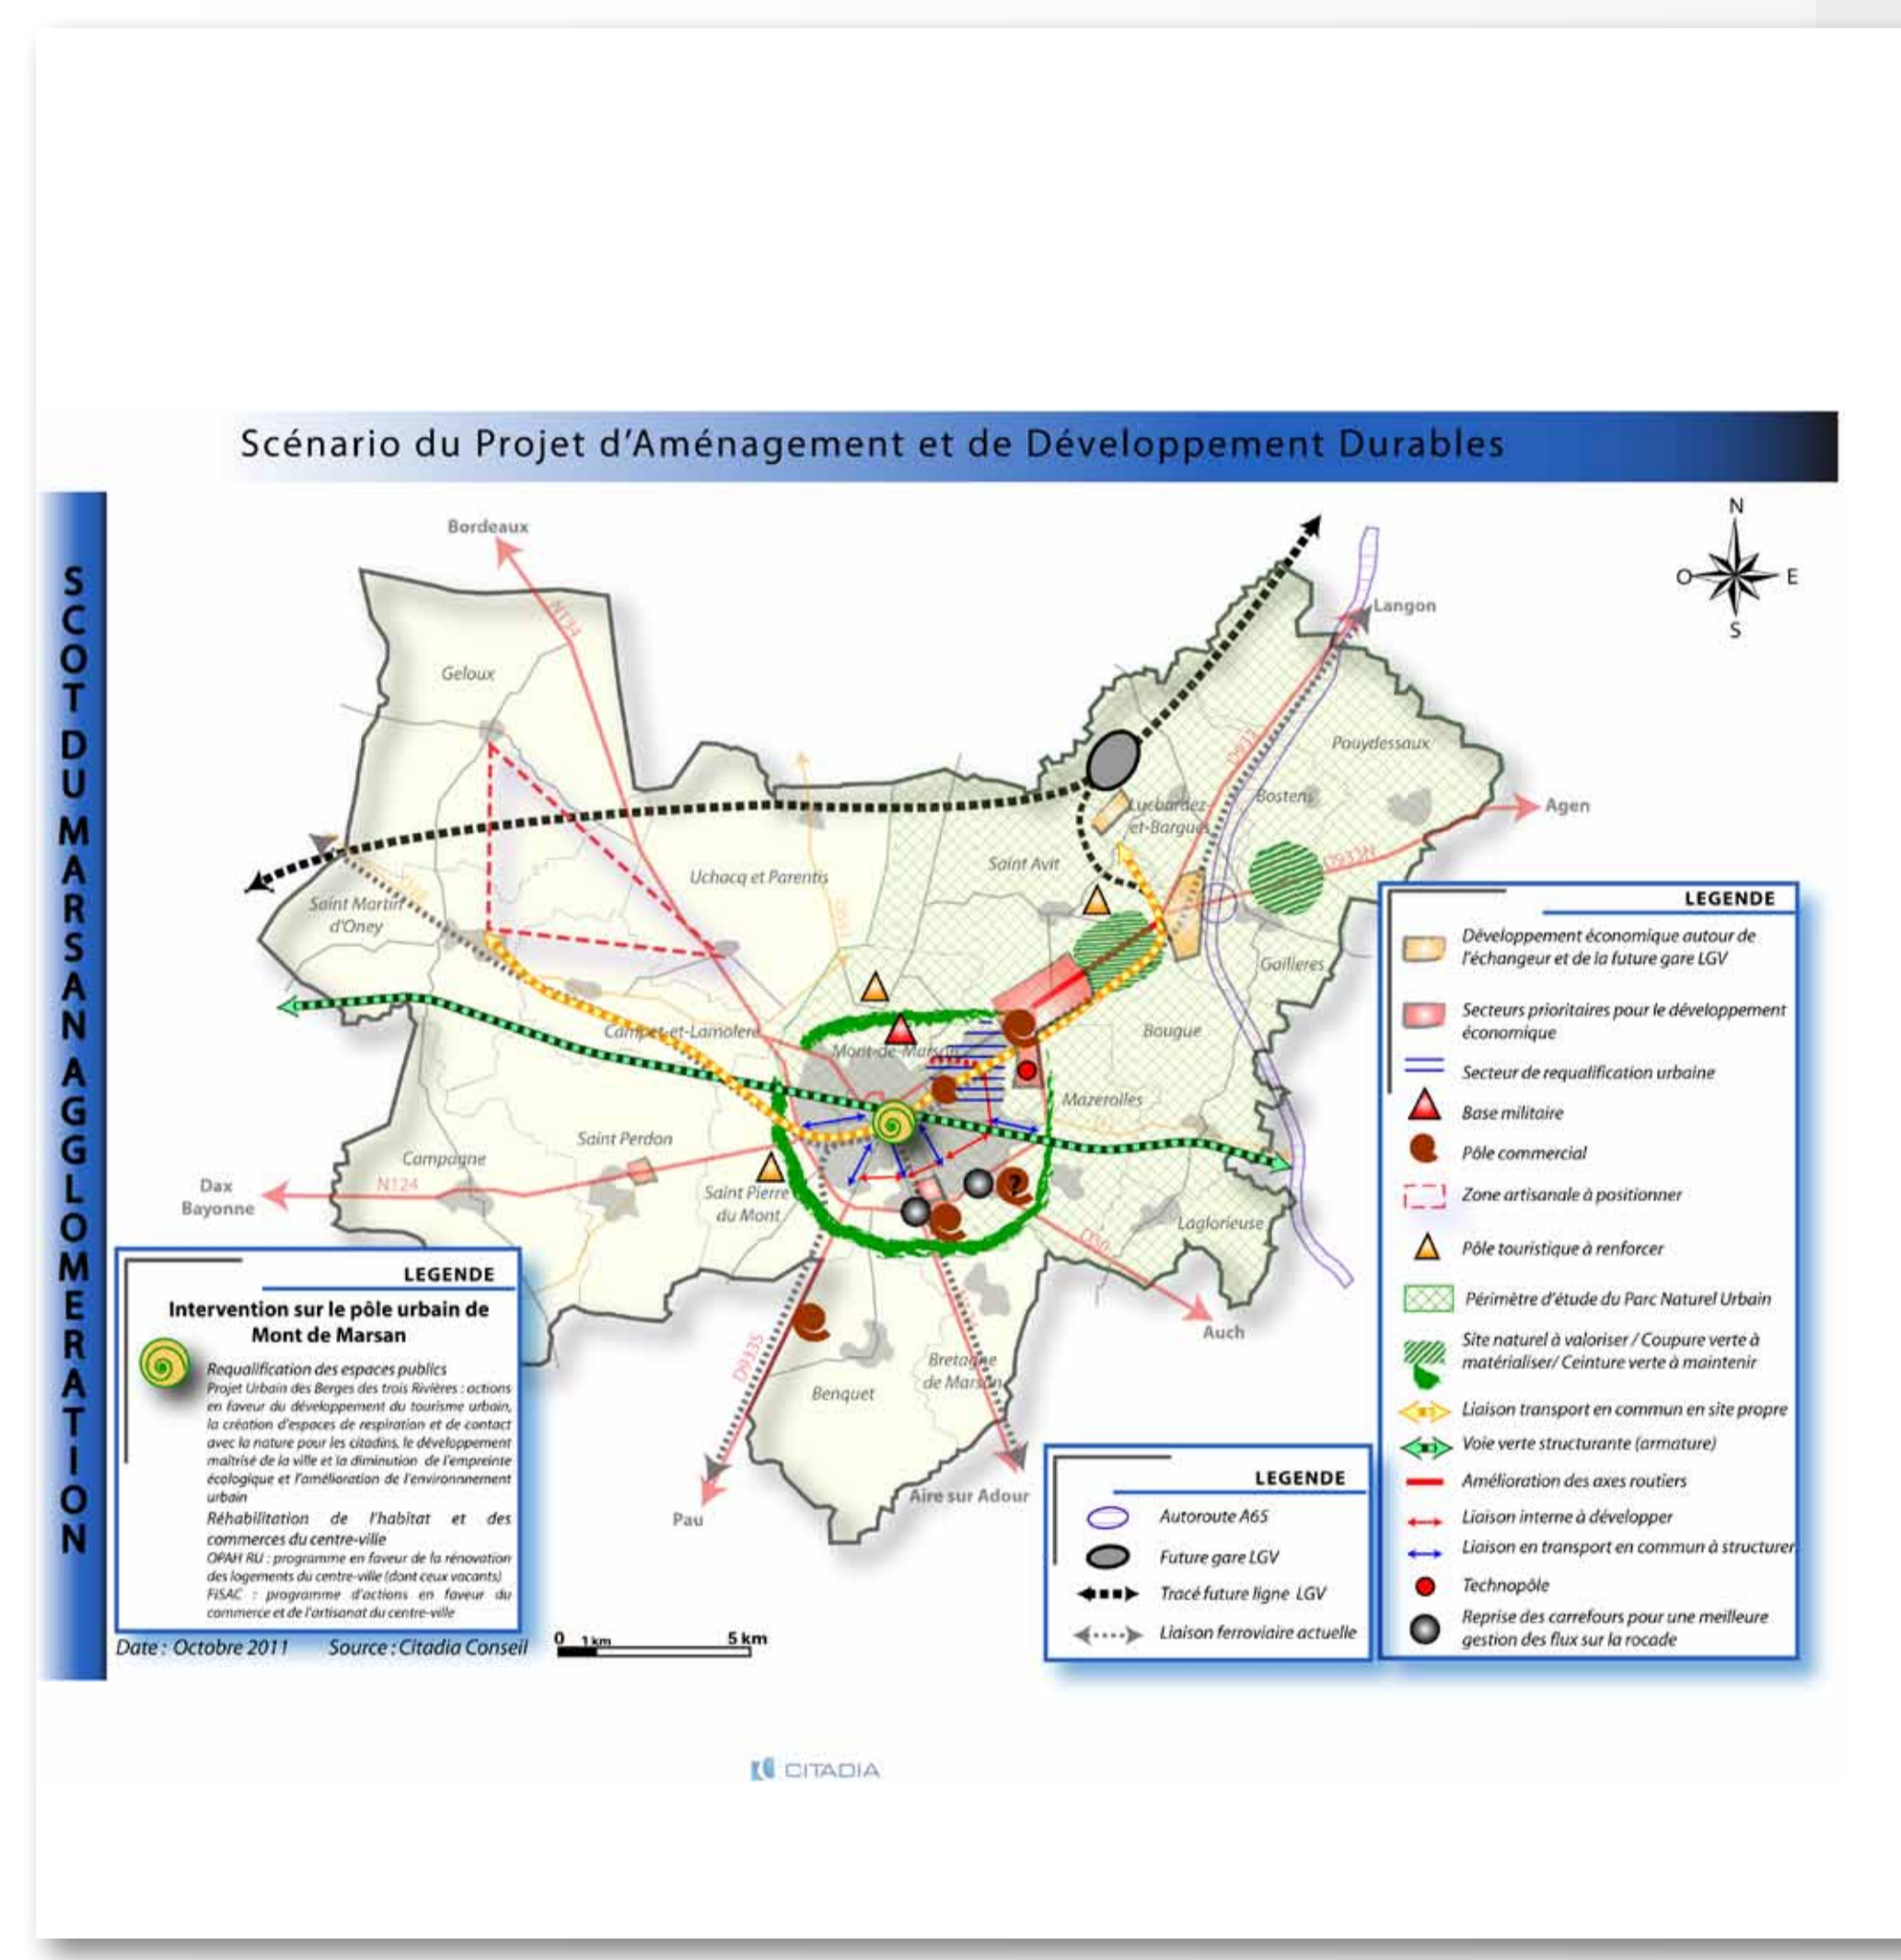 Scénario du Projet d'Aménagement et de Développement Durables
SCOT DU MARSAN AGGLOMERATION
N
O
E
S
Bordeaux
N134
Langon
Geloux
D933
Pouydessaux
Bostens
Agen
Lucbardez-
et-Bargues
D933N
Saint Avit
Uchacq et Parentis
Saint Martin
d'Oney
Gaillères
Campet-et-Lamolère
Mont-de-Marsan
Bougue
Mazerolles
Saint Perdon
Campagne
Dax
Bayonne
N124
Saint Pierre
du Mont
Laglorieuse
D30
Auch
?
D933S
Bretagne
de Marsan
Benquet
Pau
Aire sur Adour
LEGENDE
Intervention sur le pôle urbain de
Mont de Marsan
Requalification des espaces publics
Projet Urbain des Berges des trois Rivières : actions
en faveur du développement du tourisme urbain,
la création d'espaces de respiration et de contact
avec la nature pour les citadins, le développement
maîtrisé de la ville et la diminution de l'empreinte
écologique et l'amélioration de l'environnnement
urbain
Réhabilitation de l'habitat et des
commerces du centre-ville
OPAH RU : programme en faveur de la rénovation
des logements du centre-ville (dont ceux vacants)
FISAC : programme d'actions en faveur du
commerce et de l'artisanat du centre-ville
LEGENDE
Autoroute A65
Future gare LGV
Tracé future ligne LGV
Liaison ferroviaire actuelle
LEGENDE
Développement économique autour de
l'échangeur et de la future gare LGV
Secteurs prioritaires pour le développement
économique
Secteur de requalification urbaine
Base militaire
Pôle commercial
Zone artisanale à positionner
Pôle touristique à renforcer
Périmètre d'étude du Parc Naturel Urbain
Site naturel à valoriser / Coupure verte à
matérialiser/ Ceinture verte à maintenir
Liaison transport en commun en site propre
Voie verte structurante (armature)
Amélioration des axes routiers
Liaison interne à développer
Liaison en transport en commun à structurer
Technopôle
Reprise des carrefours pour une meilleure
gestion des flux sur la rocade
Date : Octobre 2011 Source : Citadia Conseil
0 1 km 5 km
CITADIA